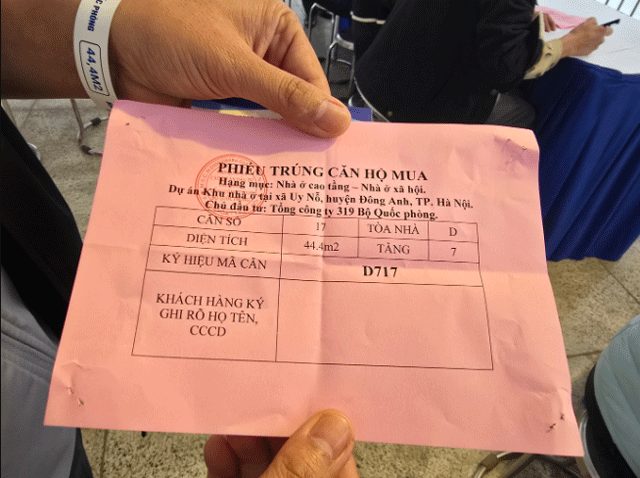 C PHÒNG
44,4M2
PHIẾU TRÚNG CĂN HỘ MUA
Hạng mục: Nhà ở cao tầng – Nhà ở xã hội.
Dự án Khu nhà ở tại xã Uy Nỗ, huyện Đông Anh, TP. Hà Nội.
Chủ đầu tư: Tổng công ty 319 Bộ Quốc phòng.
CĂN SỐ 17 TÒA NHÀ D
DIỆN TÍCH 44.4m2 TẦNG 7
KÝ HIỆU MÃ CĂN D717
KHÁCH HÀNG KÝ
GHI RÕ HỌ TÊN,
CCCD